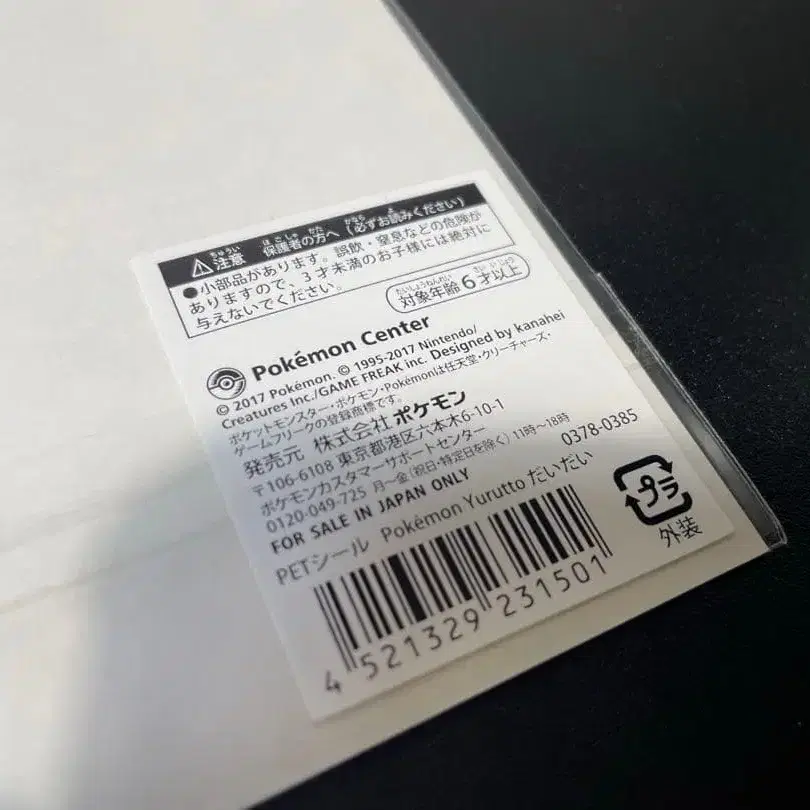 ⚠注意 保護者の方へ (必ずお読みください)
●小部品があります。誤飲・窒息などの危険が
ありますので、3才未満のお子様には絶対に
与えないでください。
対象年齢6才以上
Pokémon Center
© 2017 Pokémon. © 1995-2017 Nintendo/
Creatures Inc./GAME FREAK inc. Designed by kanahei
ポケットモンスター・ポケモン・Pokémonは任天堂・クリーチャーズ・
ゲームフリークの登録商標です。
発売元 株式会社ポケモン
〒106-6108 東京都港区六本木6-10-1
ポケモンカスタマーサポートセンター
0120-049-725 月〜金(祝日・特定日を除く) 11時〜18時
FOR SALE IN JAPAN ONLY
0378-0385
PETシール Pokémon Yurutto だいだい
4 521329 231501
プラ
外装